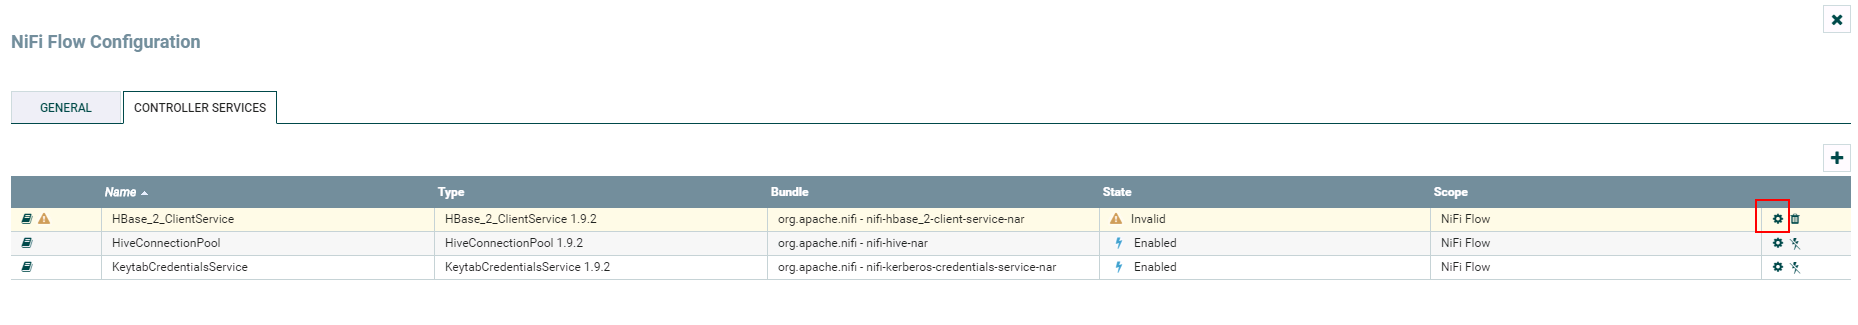 NiFi Flow Configuration
GENERAL CONTROLLER SERVICES
Name Type Bundle State Scope
HBase_2_ClientService HBase_2_ClientService 1.9.2 org.apache.nifi - nifi-hbase_2-client-service-nar Invalid NiFi Flow
HiveConnectionPool HiveConnectionPool 1.9.2 org.apache.nifi - nifi-hive-nar Enabled NiFi Flow
KeytabCredentialsService KeytabCredentialsService 1.9.2 org.apache.nifi - nifi-kerberos-credentials-service-nar Enabled NiFi Flow